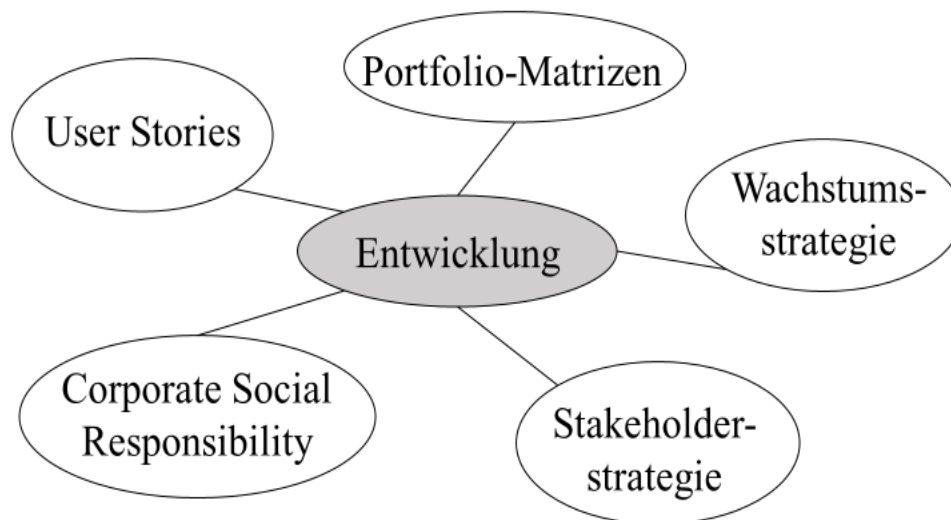 Portfolio-Matrizen
User Stories
Wachstums-
strategie
Entwicklung
Corporate Social
Responsibility
Stakeholder-
strategie